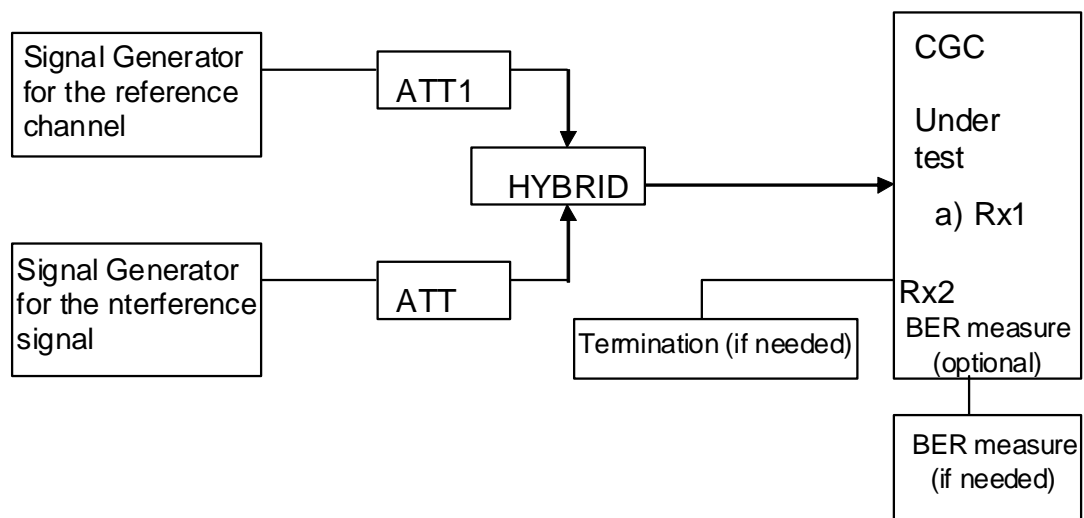 Signal Generator
for the reference
channel
ATT1
HYBRID
Signal Generator
for the nterference
signal
ATT
Termination (if needed)
CGC
Under
test
a) Rx1
Rx2
BER measure
(optional)
BER measure
(if needed)